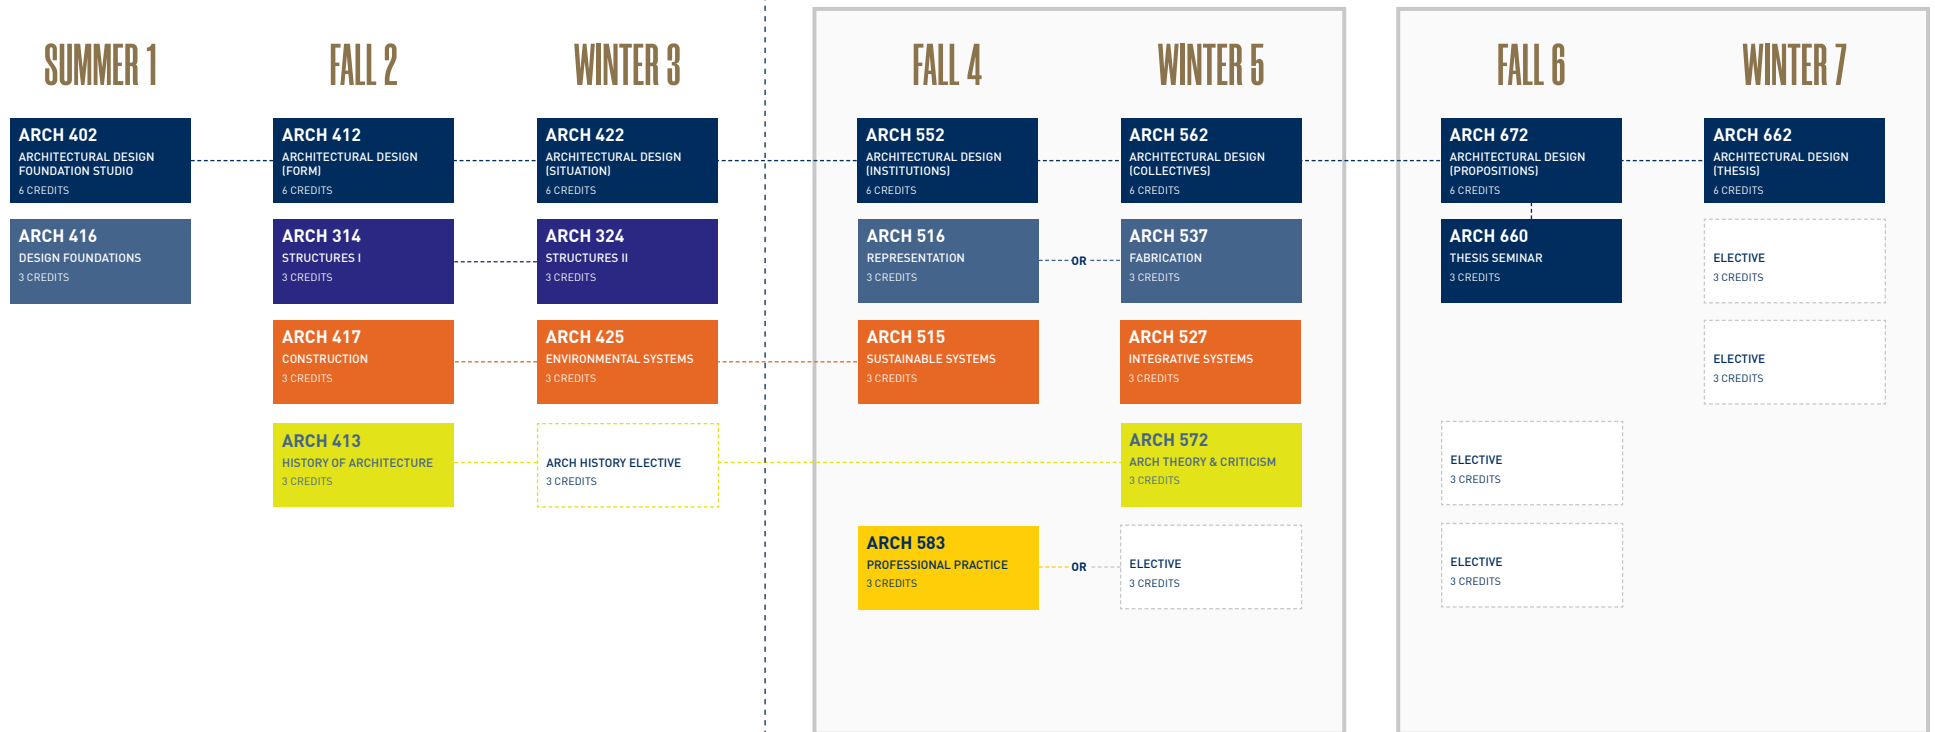 SUMMER 1
FALL 2
WINTER 3
FALL 4
WINTER 5
FALL 6
WINTER 7
ARCH 402
ARCHITECTURAL DESIGN
FOUNDATION STUDIO
6 CREDITS
ARCH 412
ARCHITECTURAL DESIGN
(FORM)
6 CREDITS
ARCH 422
ARCHITECTURAL DESIGN
(SITUATION)
6 CREDITS
ARCH 552
ARCHITECTURAL DESIGN
(INSTITUTIONS)
6 CREDITS
ARCH 562
ARCHITECTURAL DESIGN
(COLLECTIVES)
6 CREDITS
ARCH 672
ARCHITECTURAL DESIGN
(PROPOSITIONS)
6 CREDITS
ARCH 662
ARCHITECTURAL DESIGN
(THESIS)
6 CREDITS
ARCH 416
DESIGN FOUNDATIONS
3 CREDITS
ARCH 314
STRUCTURES I
3 CREDITS
ARCH 324
STRUCTURES II
3 CREDITS
ARCH 516
REPRESENTATION
3 CREDITS
OR
ARCH 537
FABRICATION
3 CREDITS
ARCH 660
THESIS SEMINAR
3 CREDITS
ELECTIVE
3 CREDITS
ARCH 417
CONSTRUCTION
3 CREDITS
ARCH 425
ENVIRONMENTAL SYSTEMS
3 CREDITS
ARCH 515
SUSTAINABLE SYSTEMS
3 CREDITS
ARCH 527
INTEGRATIVE SYSTEMS
3 CREDITS
ELECTIVE
3 CREDITS
ARCH 413
HISTORY OF ARCHITECTURE
3 CREDITS
ARCH HISTORY ELECTIVE
3 CREDITS
ARCH 572
ARCH THEORY & CRITICISM
3 CREDITS
ELECTIVE
3 CREDITS
ARCH 583
PROFESSIONAL PRACTICE
3 CREDITS
OR
ELECTIVE
3 CREDITS
ELECTIVE
3 CREDITS